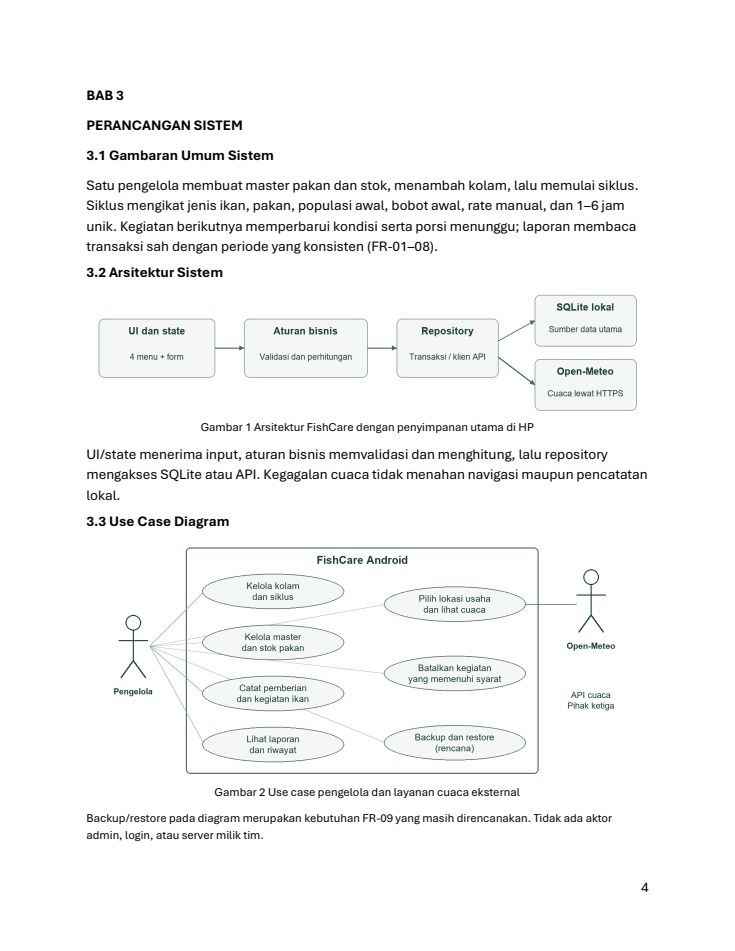 BAB 3
PERANCANGAN SISTEM
3.1 Gambaran Umum Sistem
Satu pengelola membuat master pakan dan stok, menambah kolam, lalu memulai siklus.
Siklus mengikat jenis ikan, pakan, populasi awal, bobot awal, rate manual, dan 1–6 jam
unik. Kegiatan berikutnya memperbarui kondisi serta porsi menunggu; laporan membaca
transaksi sah dengan periode yang konsisten (FR-01–08).
3.2 Arsitektur Sistem
UI dan state
4 menu + form
Aturan bisnis
Validasi dan perhitungan
Repository
Transaksi / klien API
SQLite lokal
Sumber data utama
Open-Meteo
Cuaca lewat HTTPS
Gambar 1 Arsitektur FishCare dengan penyimpanan utama di HP
UI/state menerima input, aturan bisnis memvalidasi dan menghitung, lalu repository
mengakses SQLite atau API. Kegagalan cuaca tidak menahan navigasi maupun pencatatan
lokal.
3.3 Use Case Diagram
FishCare Android
Kelola kolam
dan siklus
Kelola master
dan stok pakan
Catat pemberian
dan kegiatan ikan
Lihat laporan
dan riwayat
Pilih lokasi usaha
dan lihat cuaca
Batalkan kegiatan
yang memenuhi syarat
Backup dan restore
(rencana)
Pengelola
Open-Meteo
API cuaca
Pihak ketiga
Gambar 2 Use case pengelola dan layanan cuaca eksternal
Backup/restore pada diagram merupakan kebutuhan FR-09 yang masih direncanakan. Tidak ada aktor
admin, login, atau server milik tim.
4